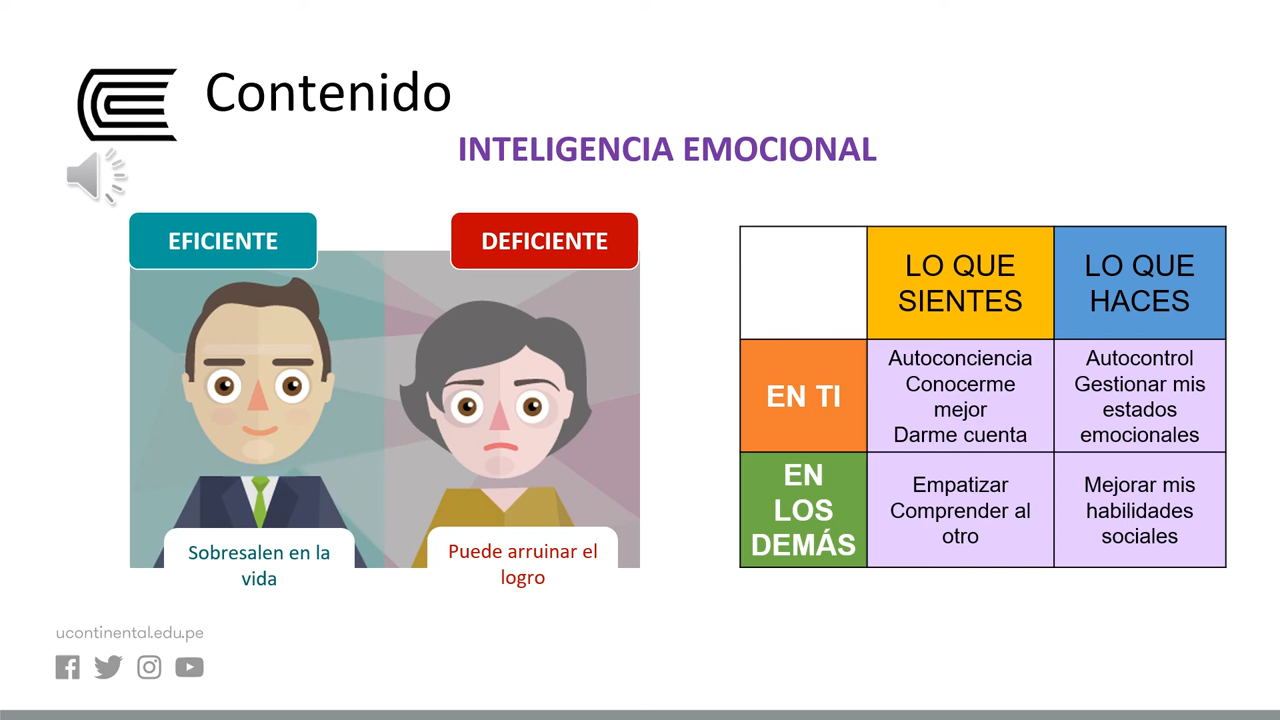 Contenido
INTELIGENCIA EMOCIONAL
EFICIENTE
DEFICIENTE
Sobresalen en la
vida
Puede arruinar el
logro
LO QUE
SIENTES
LO QUE
HACES
EN TI
Autoconciencia
Conocerme
mejor
Darme cuenta
Autocontrol
Gestionar mis
estados
emocionales
EN
LOS
DEMÁS
Empatizar
Comprender al
otro
Mejorar mis
habilidades
sociales
ucontinental.edu.pe